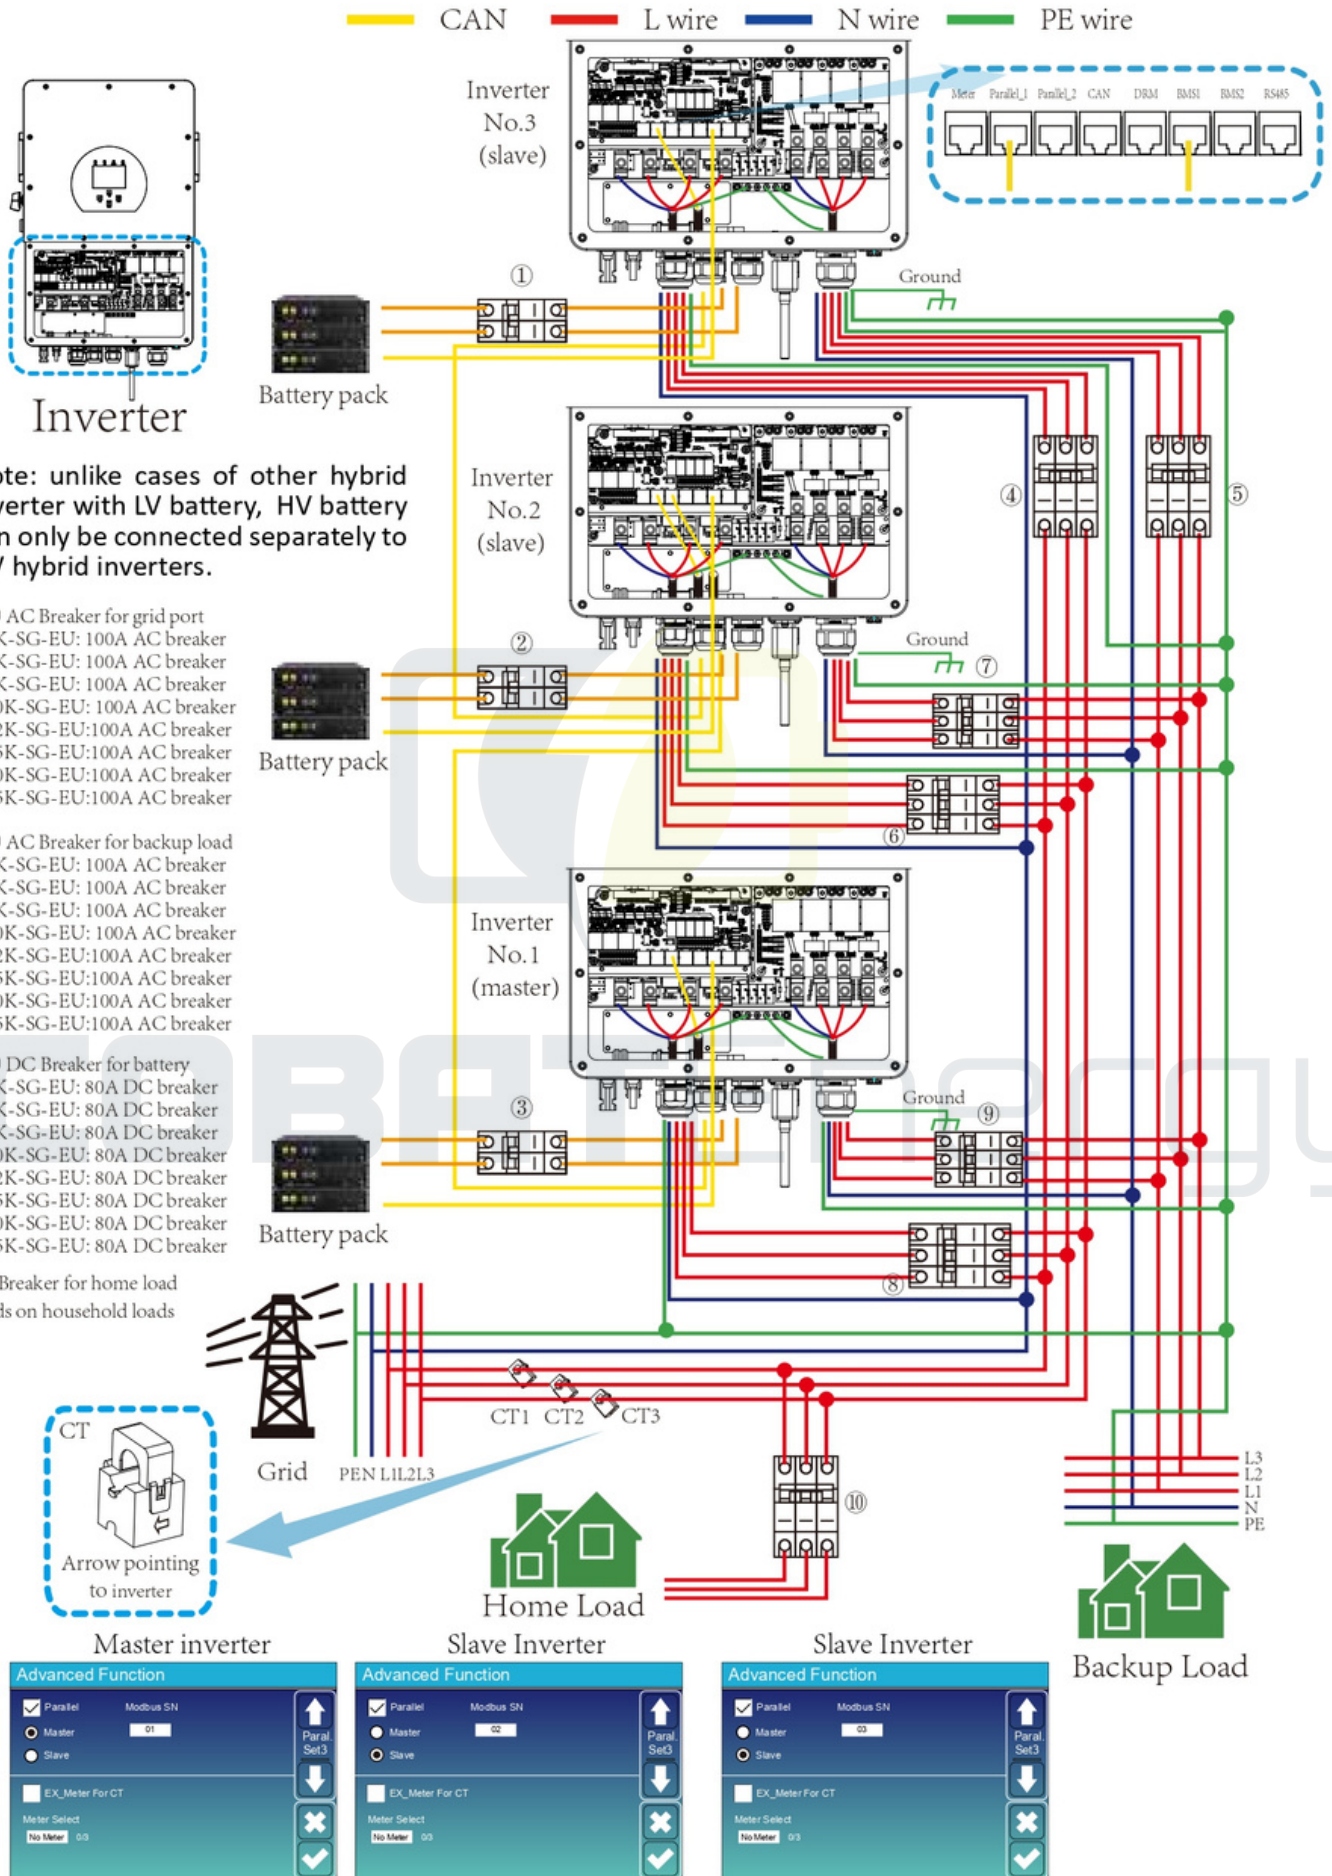 CAN L wire N wire PE wire
Inverter
No.3
(slave)
Meter Parallel_1 Parallel_2 CAN DRM BMS1 BMS2 RS485
①
Ground
Battery pack
Inverter
ote: unlike cases of other hybrid
verter with LV battery, HV battery
n only be connected separately to
V hybrid inverters.
Inverter
No.2
(slave)
④
⑤
②
Ground
⑦
Battery pack
⑥
AC Breaker for grid port
K-SG-EU: 100A AC breaker
K-SG-EU: 100A AC breaker
K-SG-EU: 100A AC breaker
0K-SG-EU: 100A AC breaker
2K-SG-EU:100A AC breaker
5K-SG-EU:100A AC breaker
0K-SG-EU:100A AC breaker
5K-SG-EU:100A AC breaker
AC Breaker for backup load
K-SG-EU: 100A AC breaker
K-SG-EU: 100A AC breaker
K-SG-EU: 100A AC breaker
0K-SG-EU: 100A AC breaker
2K-SG-EU:100A AC breaker
5K-SG-EU:100A AC breaker
0K-SG-EU:100A AC breaker
5K-SG-EU:100A AC breaker
Inverter
No.1
(master)
DC Breaker for battery
K-SG-EU: 80A DC breaker
K-SG-EU: 80A DC breaker
K-SG-EU: 80A DC breaker
0K-SG-EU: 80A DC breaker
2K-SG-EU: 80A DC breaker
5K-SG-EU: 80A DC breaker
0K-SG-EU: 80A DC breaker
5K-SG-EU: 80A DC breaker
③
Ground
⑨
Battery pack
⑧
Breaker for home load
ds on household loads
CT1 CT2 CT3
CT
Arrow pointing
to inverter
Grid
PE N L1 L2 L3
⑩
L3
L2
L1
N
PE
Home Load
Backup Load
Master inverter
Advanced Function
Parallel Modbus SN
Master 01
Slave
Paral.
Set3
EX_Meter For CT
Meter Select
No Meter 0/3
Slave Inverter
Advanced Function
Parallel Modbus SN
Master 02
Slave
Paral.
Set3
EX_Meter For CT
Meter Select
No Meter 0/3
Slave Inverter
Advanced Function
Parallel Modbus SN
Master 03
Slave
Paral.
Set3
EX_Meter For CT
Meter Select
No Meter 0/3